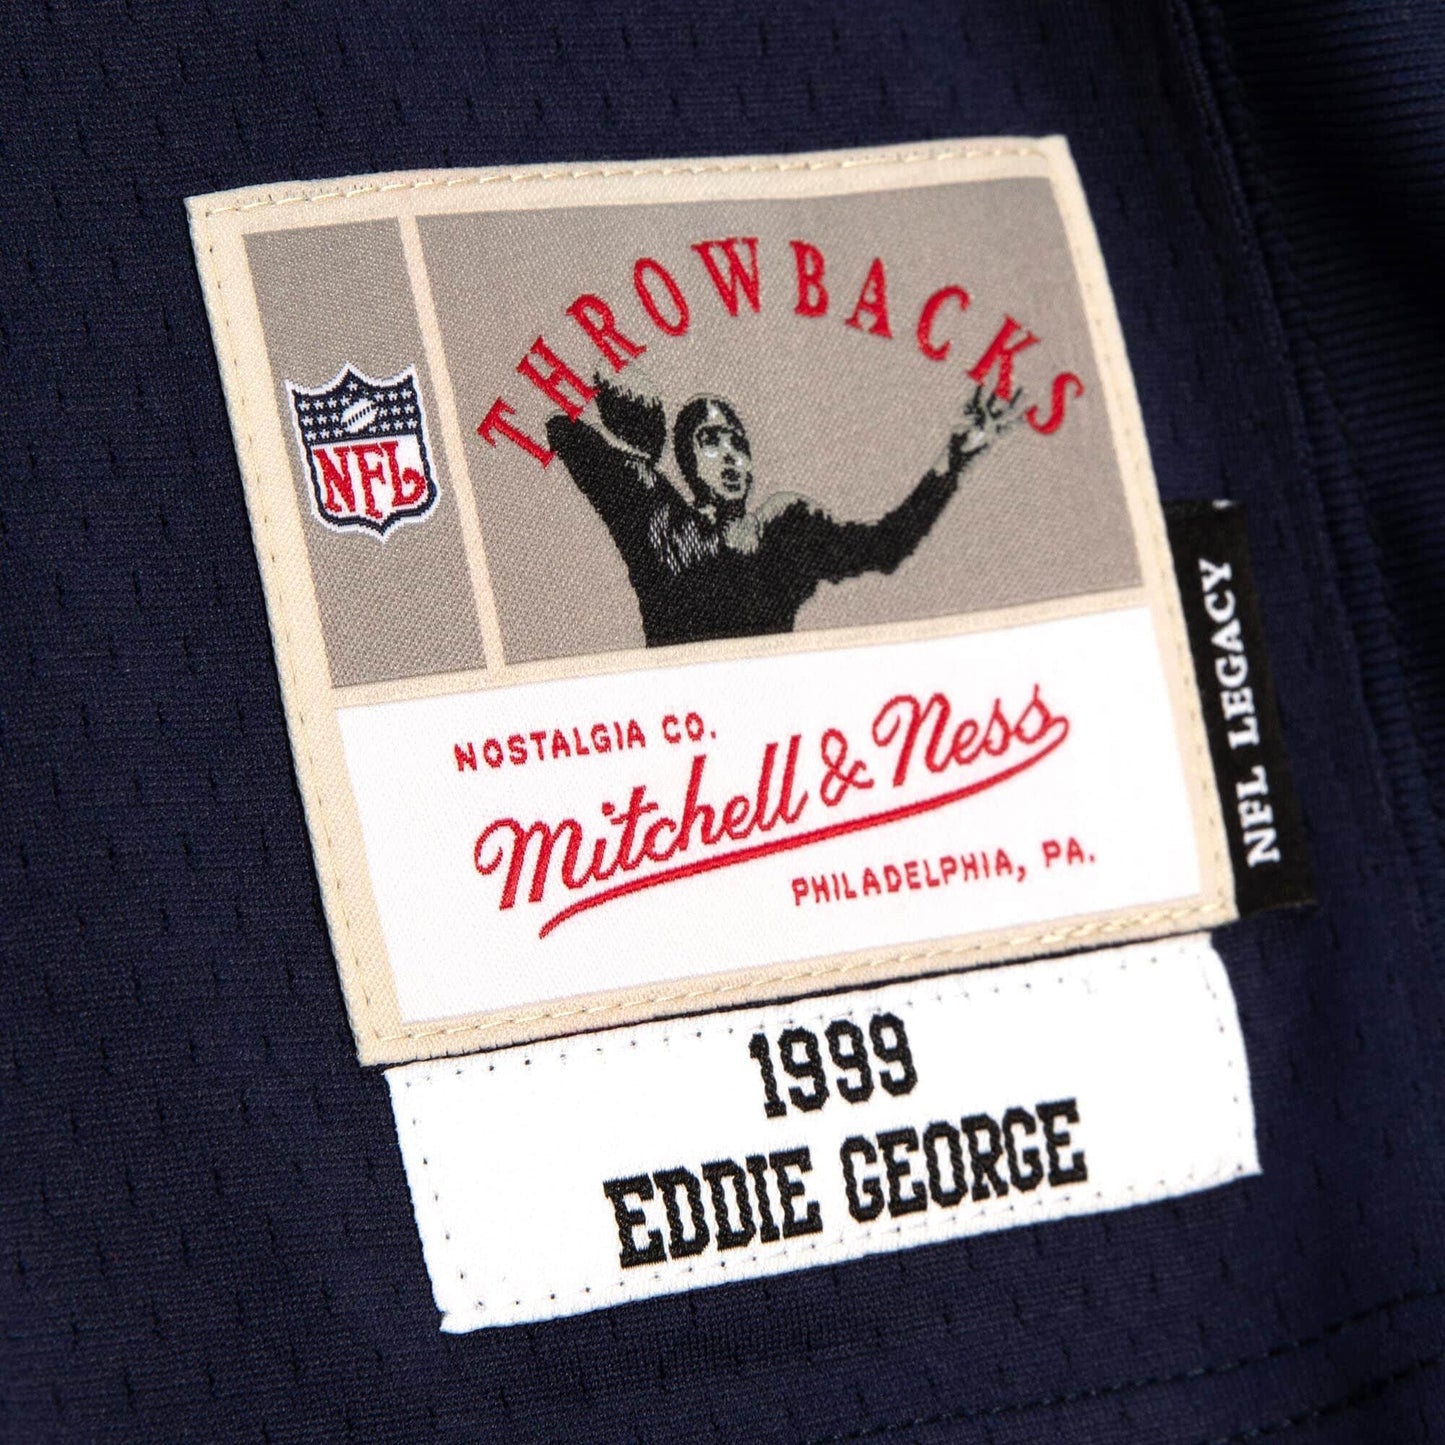 THROWBACKS
NFL
NOSTALGIA CO.
Mitchell & Ness
PHILADELPHIA, PA.
NFL LEGACY
1999
EDDIE GEORGE